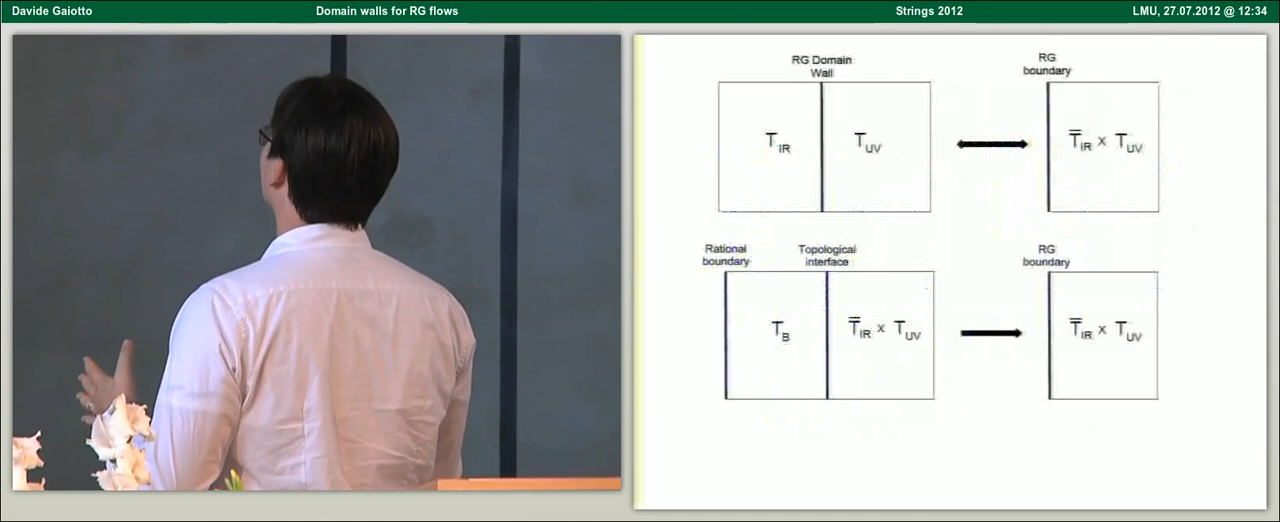 Davide Gaiotto Domain walls for RG flows Strings 2012 LMU, 27.07.2012 @ 12:34
RG Domain
Wall
RG
boundary
T_IR T_UV
T̅_IR x T_UV
Rational
boundary
Topological
interface
RG
boundary
T_B
T̅_IR x T_UV
T̅_IR x T_UV